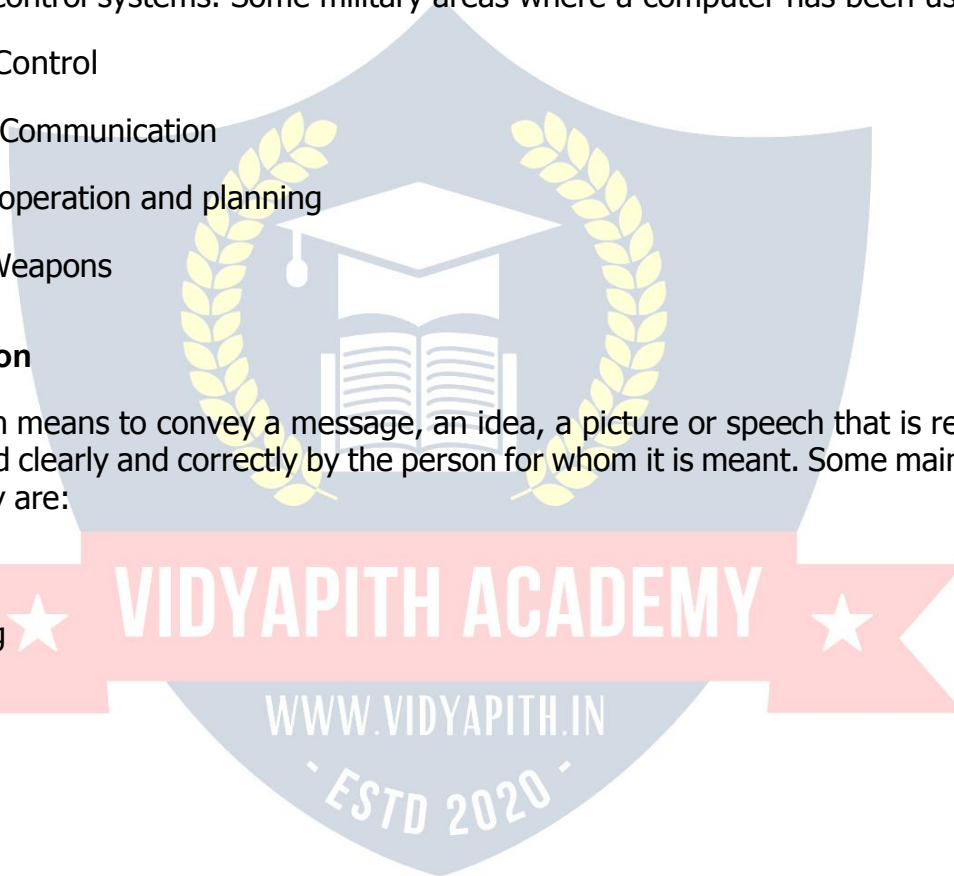 control systems. Some military areas where a computer has been us
Control
Communication
operation and planning
Weapons
on
n means to convey a message, an idea, a picture or speech that is re
d clearly and correctly by the person for whom it is meant. Some main
y are:
g
VIDYAPITH ACADEMY
WWW.VIDYAPITH.IN
- ESTD 2020 -